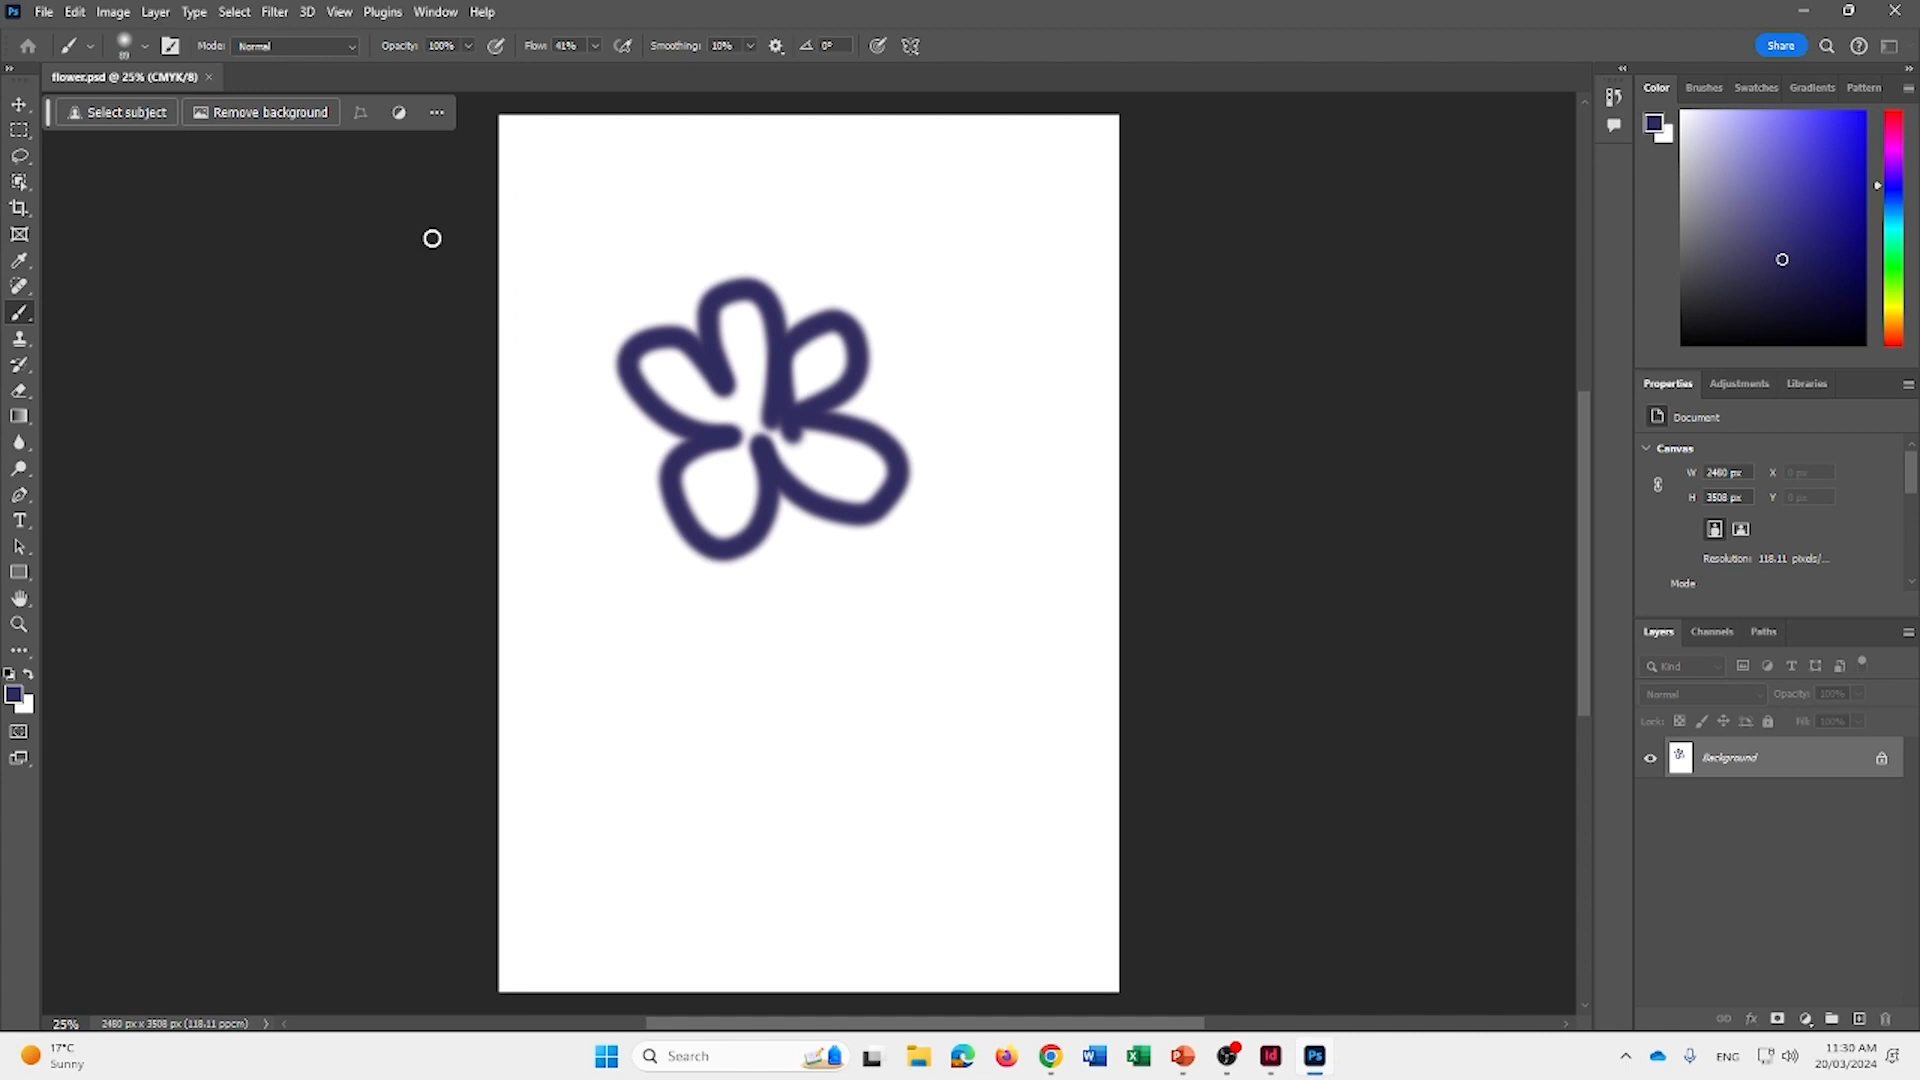 Ps File Edit Image Layer Type Select Filter 3D View Plugins Window Help
89 Mode: Normal Opacity: 100% Flow: 41% Smoothing: 10% 0° Share
flower.psd @ 25% (CMYK/8) ×
Select subject Remove background
Color Brushes Swatches Gradients Pattern
Properties Adjustments Libraries
Document
Canvas
W 2480 px X 0 px
H 3508 px Y 0 px
Resolution: 118.11 pixels/...
Mode
Layers Channels Paths
Kind
Normal Opacity: 100%
Lock: Fill: 100%
Background
25% 2480 px x 3508 px (118.11 ppcm)
17°C
Sunny
Search
ENG
11:30 AM
20/03/2024